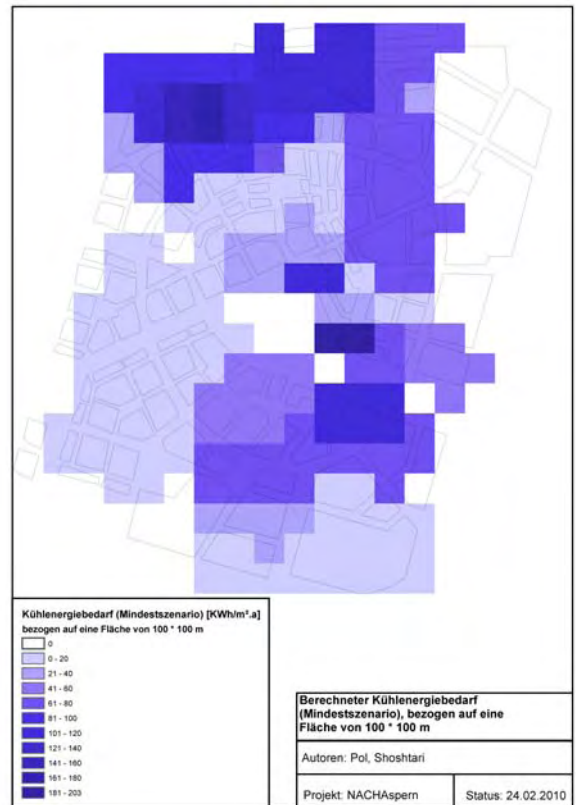 Kühlenergiebedarf (Mindestszenario) [KWh/m².a]
bezogen auf eine Fläche von 100 * 100 m
0
0 - 20
21 - 40
41 - 60
61 - 80
81 - 100
101 - 120
121 - 140
141 - 160
161 - 180
181 - 203
Berechneter Kühlenergiebedarf
(Mindestszenario), bezogen auf eine
Fläche von 100 * 100 m
Autoren: Pol, Shoshtari
Projekt: NACHAspern
Status: 24.02.2010